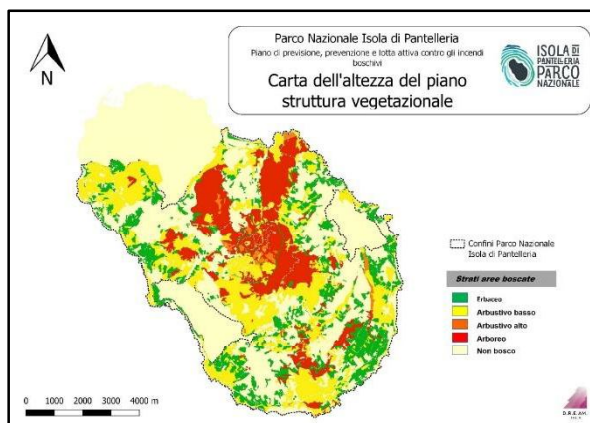 Parco Nazionale Isola di Pantelleria
Piano di previsione, prevenzione e lotta attiva contro gli incendi
boschivi
Carta dell'altezza del piano
struttura vegetazionale
ISOLA DI
PANTELLERIA
PARCO
NAZIONALE
N
Confini Parco Nazionale
Isola di Pantelleria
Strati aree boscate
Erbaceo
Arbustivo basso
Arbustivo alto
Arboreo
Non bosco
0 1000 2000 3000 4000 m
D.R.E.AM.